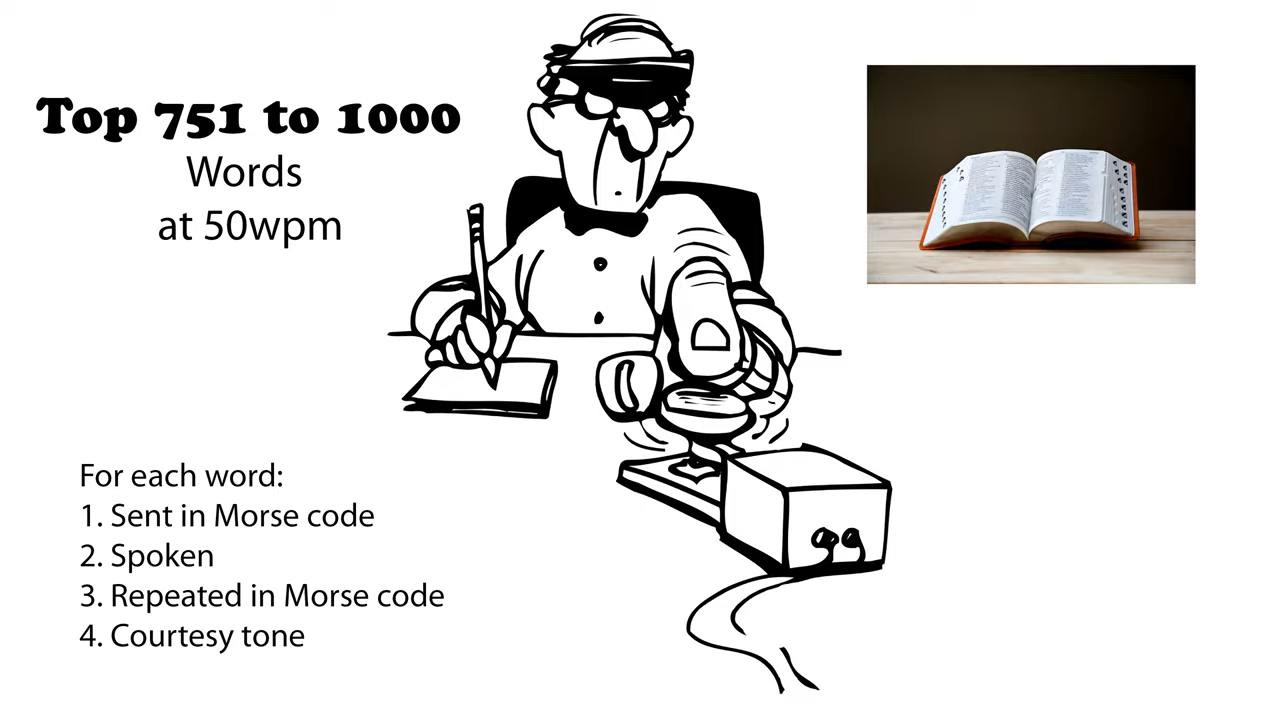 Top 751 to 1000
Words
at 50wpm
For each word:
1. Sent in Morse code
2. Spoken
3. Repeated in Morse code
4. Courtesy tone